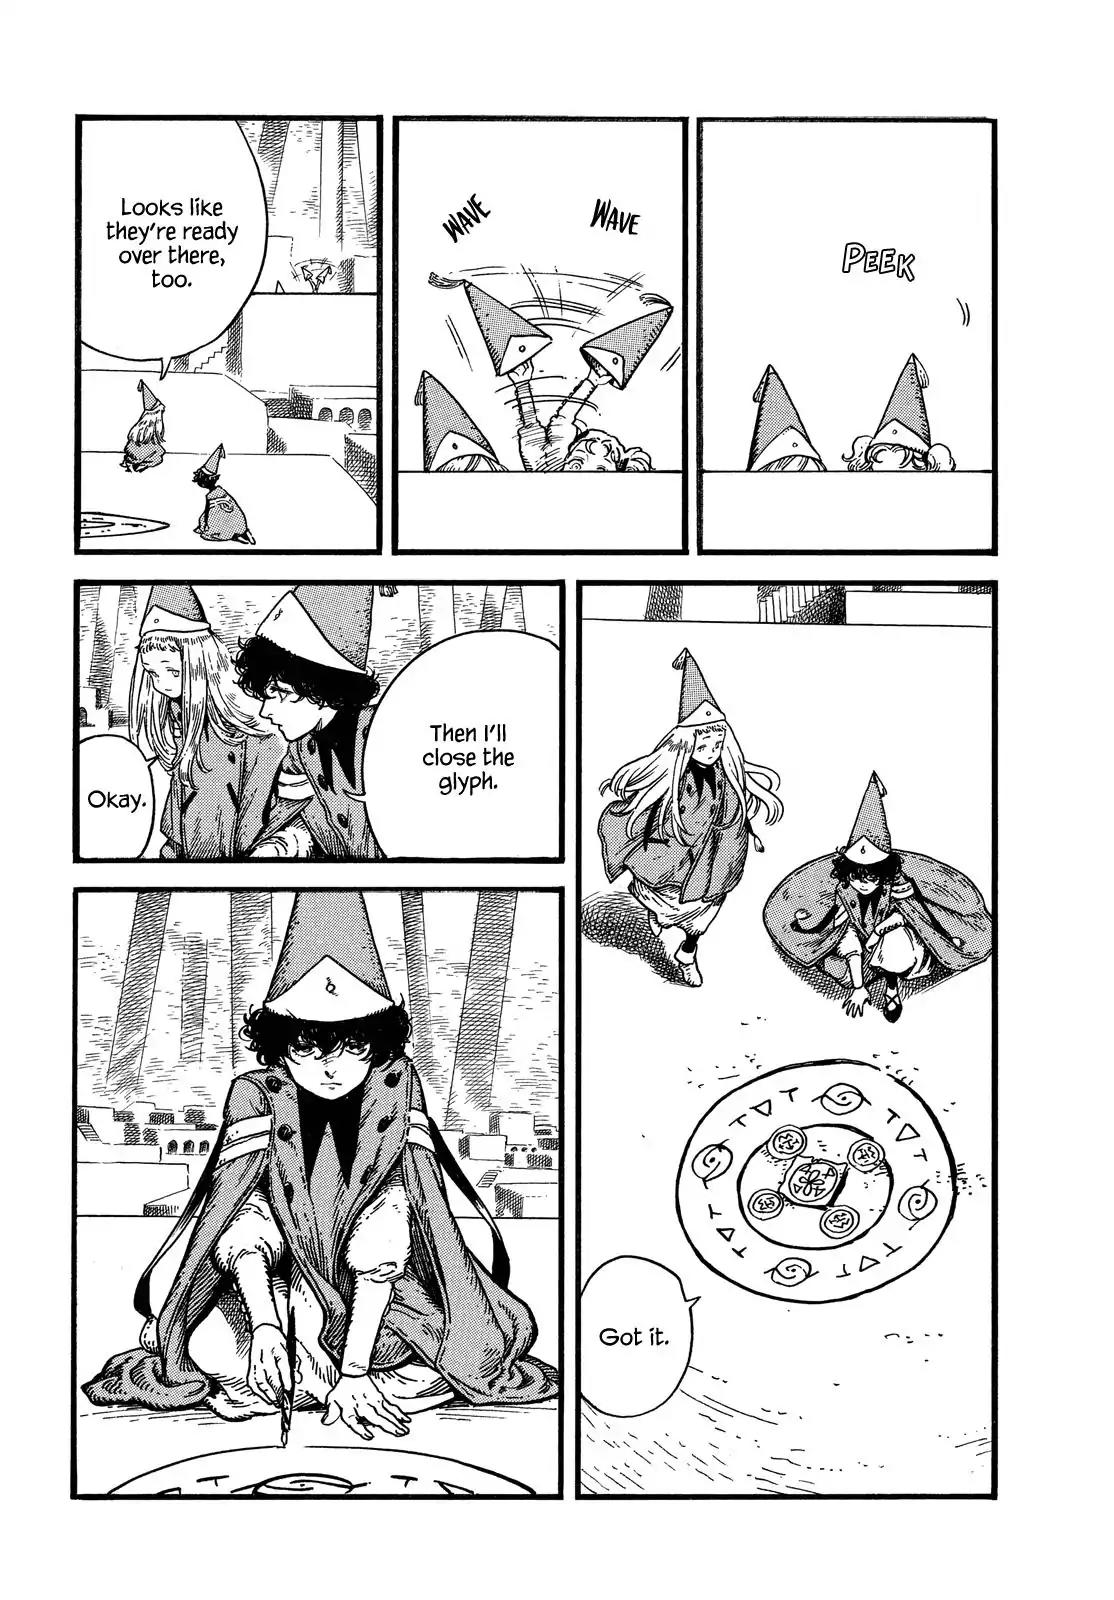 PEEK
WAVE
WAVE
Looks like
they're ready
over there,
too.
Got it.
Then I'll
close the
glyph.
Okay.